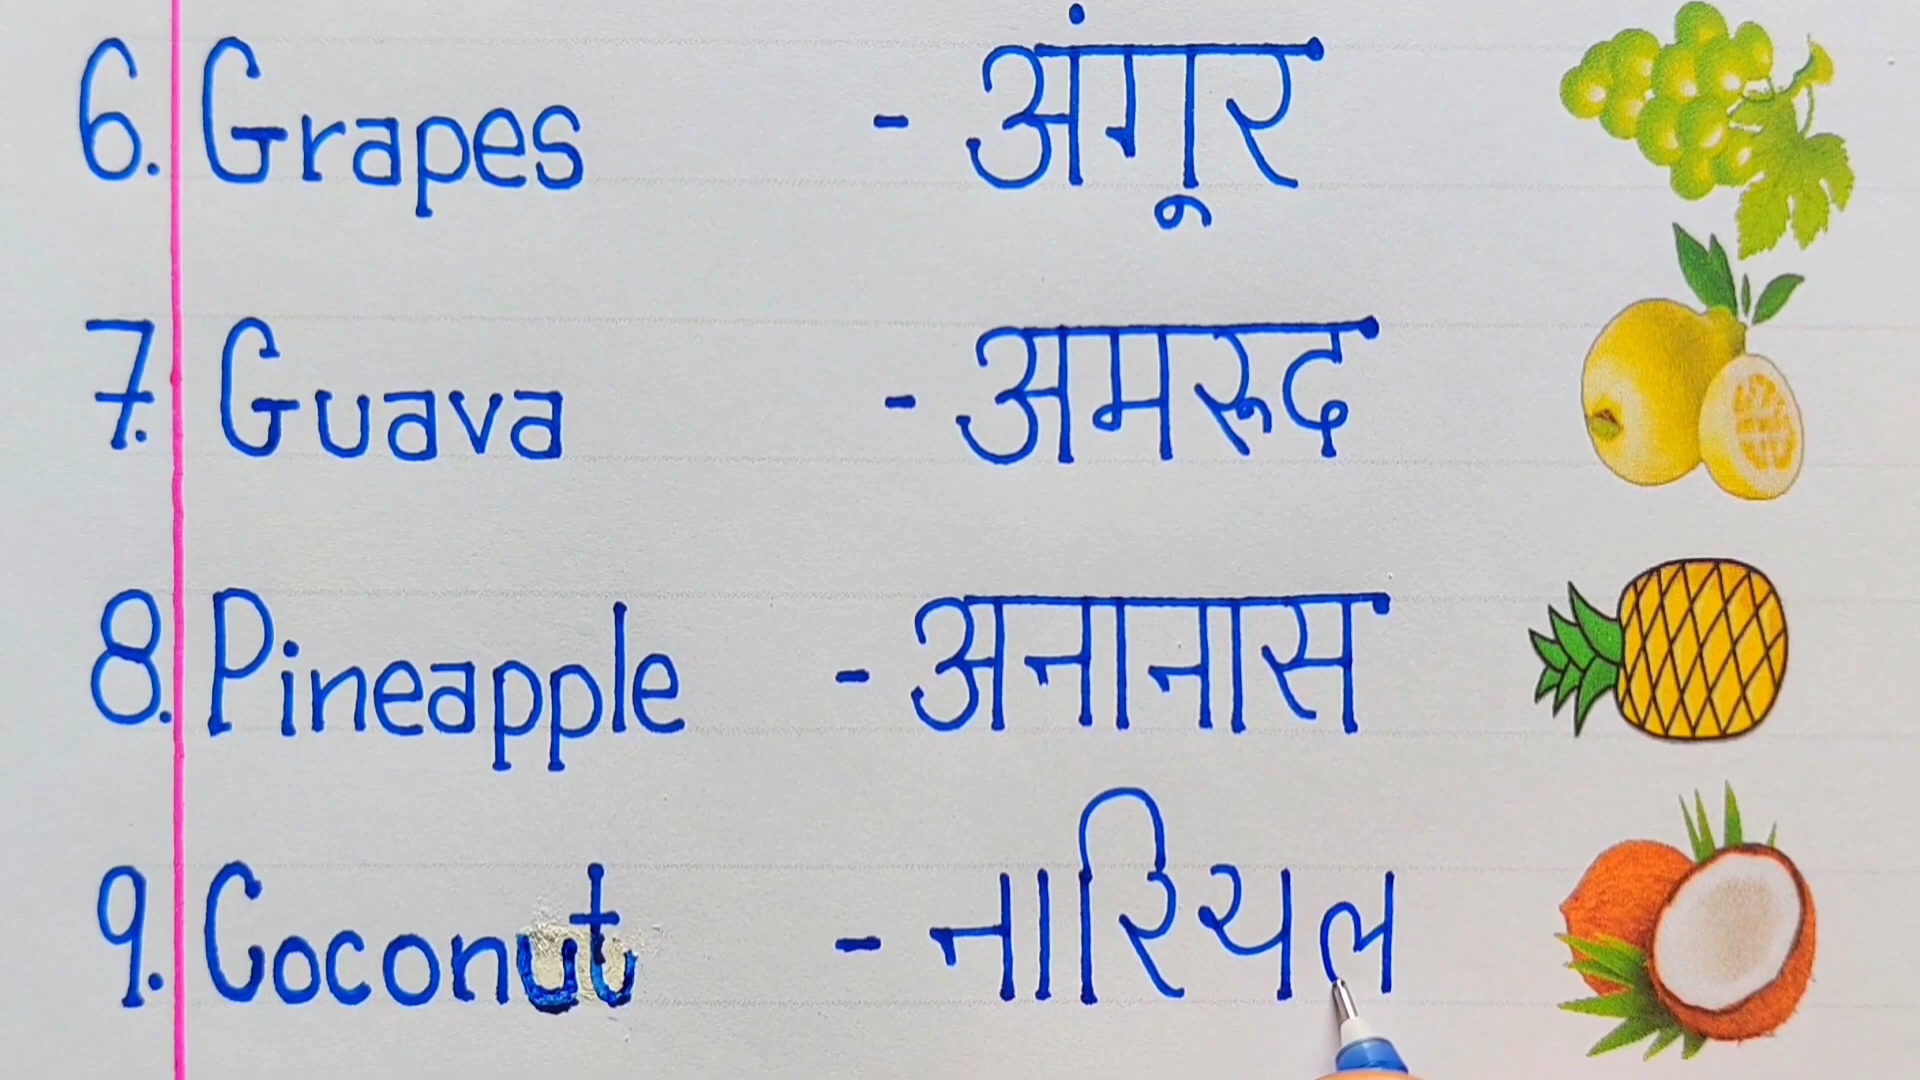 6. Grapes - अंगूर
7. Guava - अमरूद
8. Pineapple - अनानास
9. Coconut - नारियल